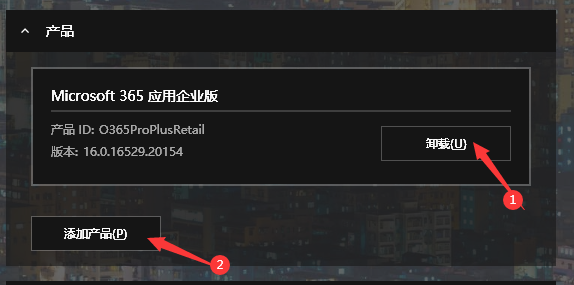 产品
Microsoft 365 应用企业版
产品 ID: O365ProPlusRetail
版本: 16.0.16529.20154
卸载(U)
1
添加产品(P)
2